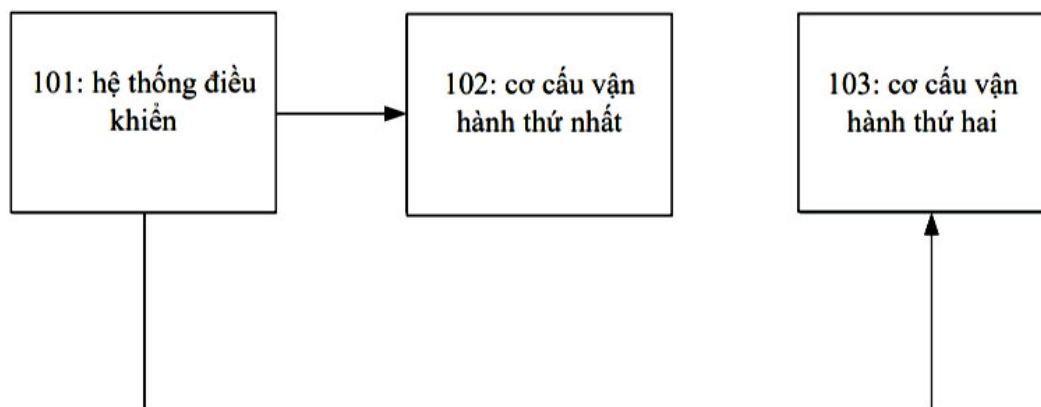 101: hệ thống điều
khiển
102: cơ cấu vận
hành thứ nhất
103: cơ cấu vận
hành thứ hai